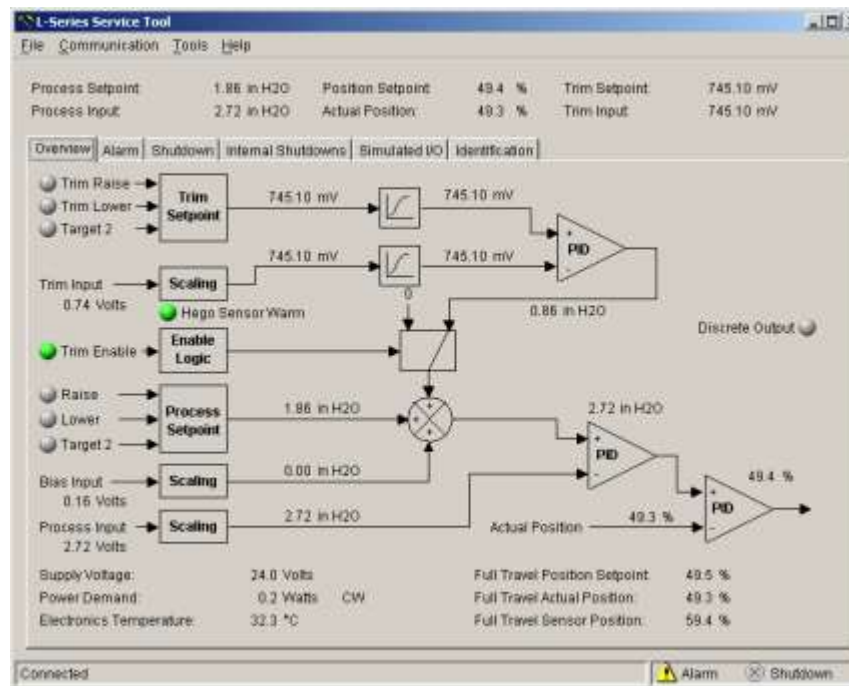 L-Series Service Tool
File Communication Tools Help
Process Setpoint: 1.86 in H2O Position Setpoint: 49.4 % Trim Setpoint: 745.10 mV
Process Input: 2.72 in H2O Actual Position: 49.3 % Trim Input: 745.10 mV
Overview Alarm Shutdown Internal Shutdowns Simulated I/O Identification
Trim Raise
Trim Lower
Target 2
Trim Setpoint
745.10 mV
745.10 mV
PID
Trim Input
0.74 Volts
Scaling
745.10 mV
745.10 mV
Hego Sensor Warm
0
0.86 in H2O
Discrete Output
Trim Enable
Enable Logic
Raise
Lower
Target 2
Process Setpoint
1.86 in H2O
2.72 in H2O
PID
Bias Input
0.16 Volts
Scaling
0.00 in H2O
49.4 %
PID
Process Input
2.72 Volts
Scaling
2.72 in H2O
Actual Position
49.3 %
Supply Voltage: 24.0 Volts Full Travel Position Setpoint: 49.5 %
Power Demand: 0.2 Watts CW Full Travel Actual Position: 49.3 %
Electronics Temperature: 32.3 °C Full Travel Sensor Position: 59.4 %
Connected Alarm Shutdown